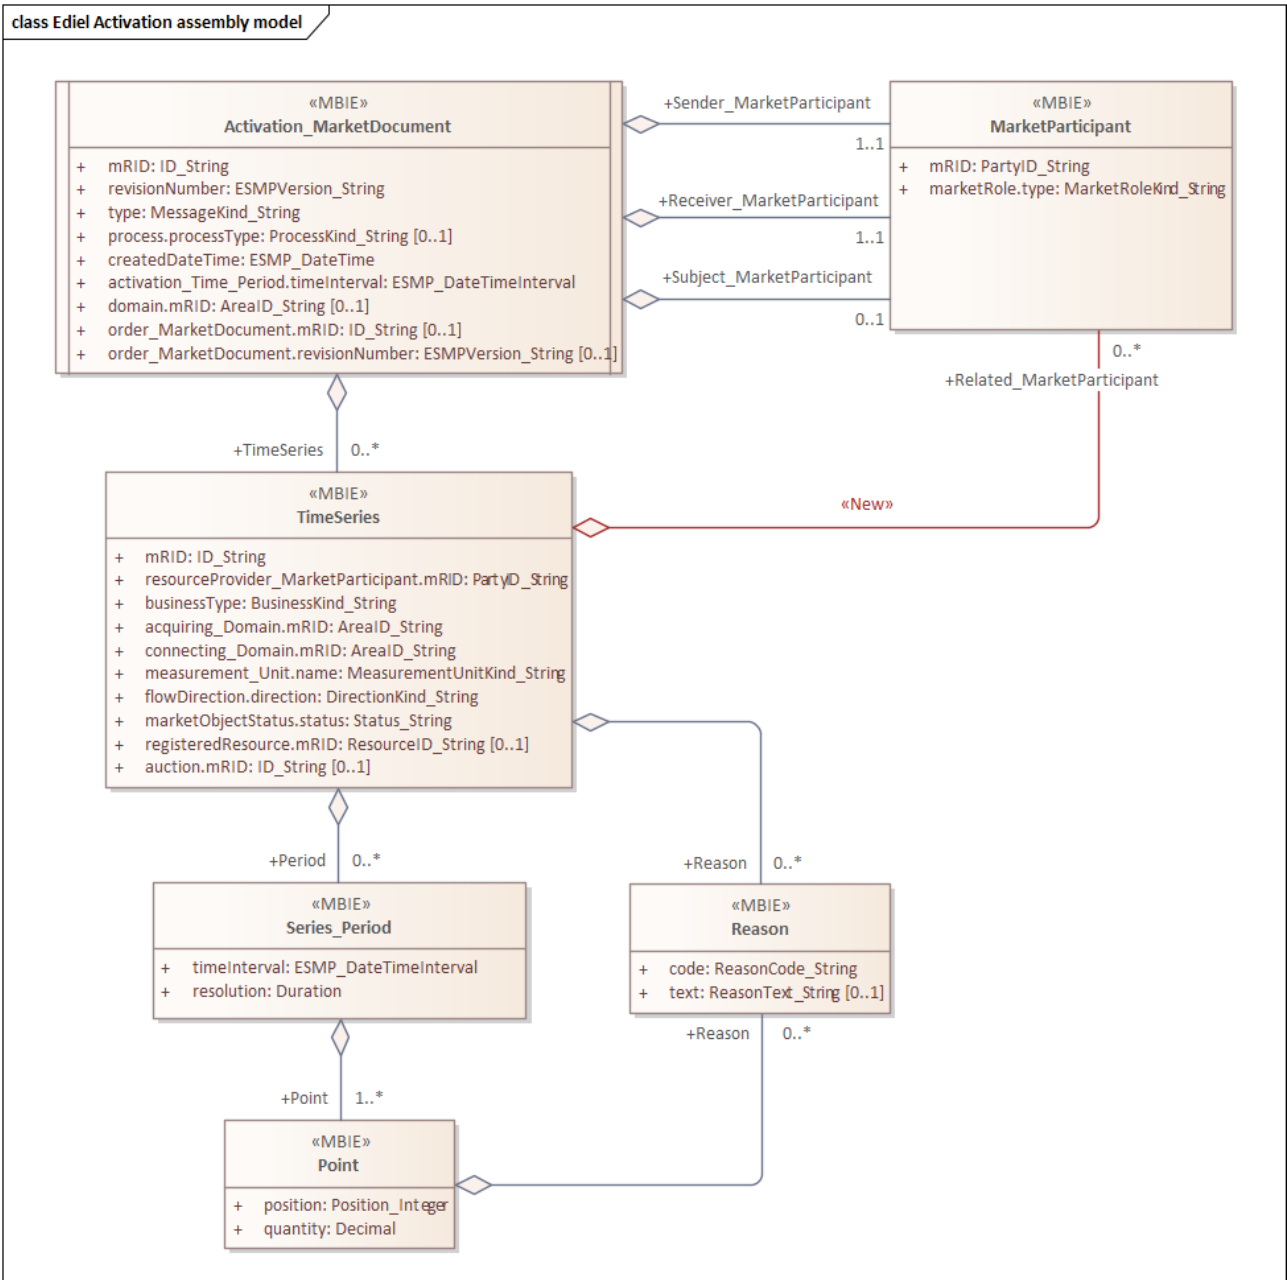 class Ediel Activation assembly model
«MBIE»
Activation_MarketDocument
+ mRID: ID_String
+ revisionNumber: ESMPVersion_String
+ type: MessageKind_String
+ process.processType: ProcessKind_String [0..1]
+ createdDateTime: ESMP_DateTime
+ activation_Time_Period.timeInterval: ESMP_DateTimeInterval
+ domain.mRID: AreaID_String [0..1]
+ order_MarketDocument.mRID: ID_String [0..1]
+ order_MarketDocument.revisionNumber: ESMPVersion_String [0..1]
+Sender_MarketParticipant
1..1
+Receiver_MarketParticipant
1..1
+Subject_MarketParticipant
0..1
«MBIE»
MarketParticipant
+ mRID: PartyID_String
+ marketRole.type: MarketRoleKind_String
0..*
+Related_MarketParticipant
«New»
+TimeSeries 0..*
«MBIE»
TimeSeries
+ mRID: ID_String
+ resourceProvider_MarketParticipant.mRID: PartyID_String
+ businessType: BusinessKind_String
+ acquiring_Domain.mRID: AreaID_String
+ connecting_Domain.mRID: AreaID_String
+ measurement_Unit.name: MeasurementUnitKind_String
+ flowDirection.direction: DirectionKind_String
+ marketObjectStatus.status: Status_String
+ registeredResource.mRID: ResourceID_String [0..1]
+ auction.mRID: ID_String [0..1]
+Period 0..*
+Reason 0..*
«MBIE»
Series_Period
+ timeInterval: ESMP_DateTimeInterval
+ resolution: Duration
«MBIE»
Reason
+ code: ReasonCode_String
+ text: ReasonText_String [0..1]
+Reason 0..*
+Point 1..*
«MBIE»
Point
+ position: Position_Integer
+ quantity: Decimal